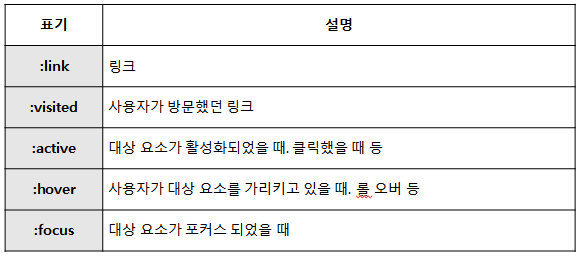 표기 설명
:link 링크
:visited 사용자가 방문했던 링크
:active 대상 요소가 활성화되었을 때. 클릭했을 때 등
:hover 사용자가 대상 요소를 가리키고 있을 때. 롤 오버 등
:focus 대상 요소가 포커스 되었을 때